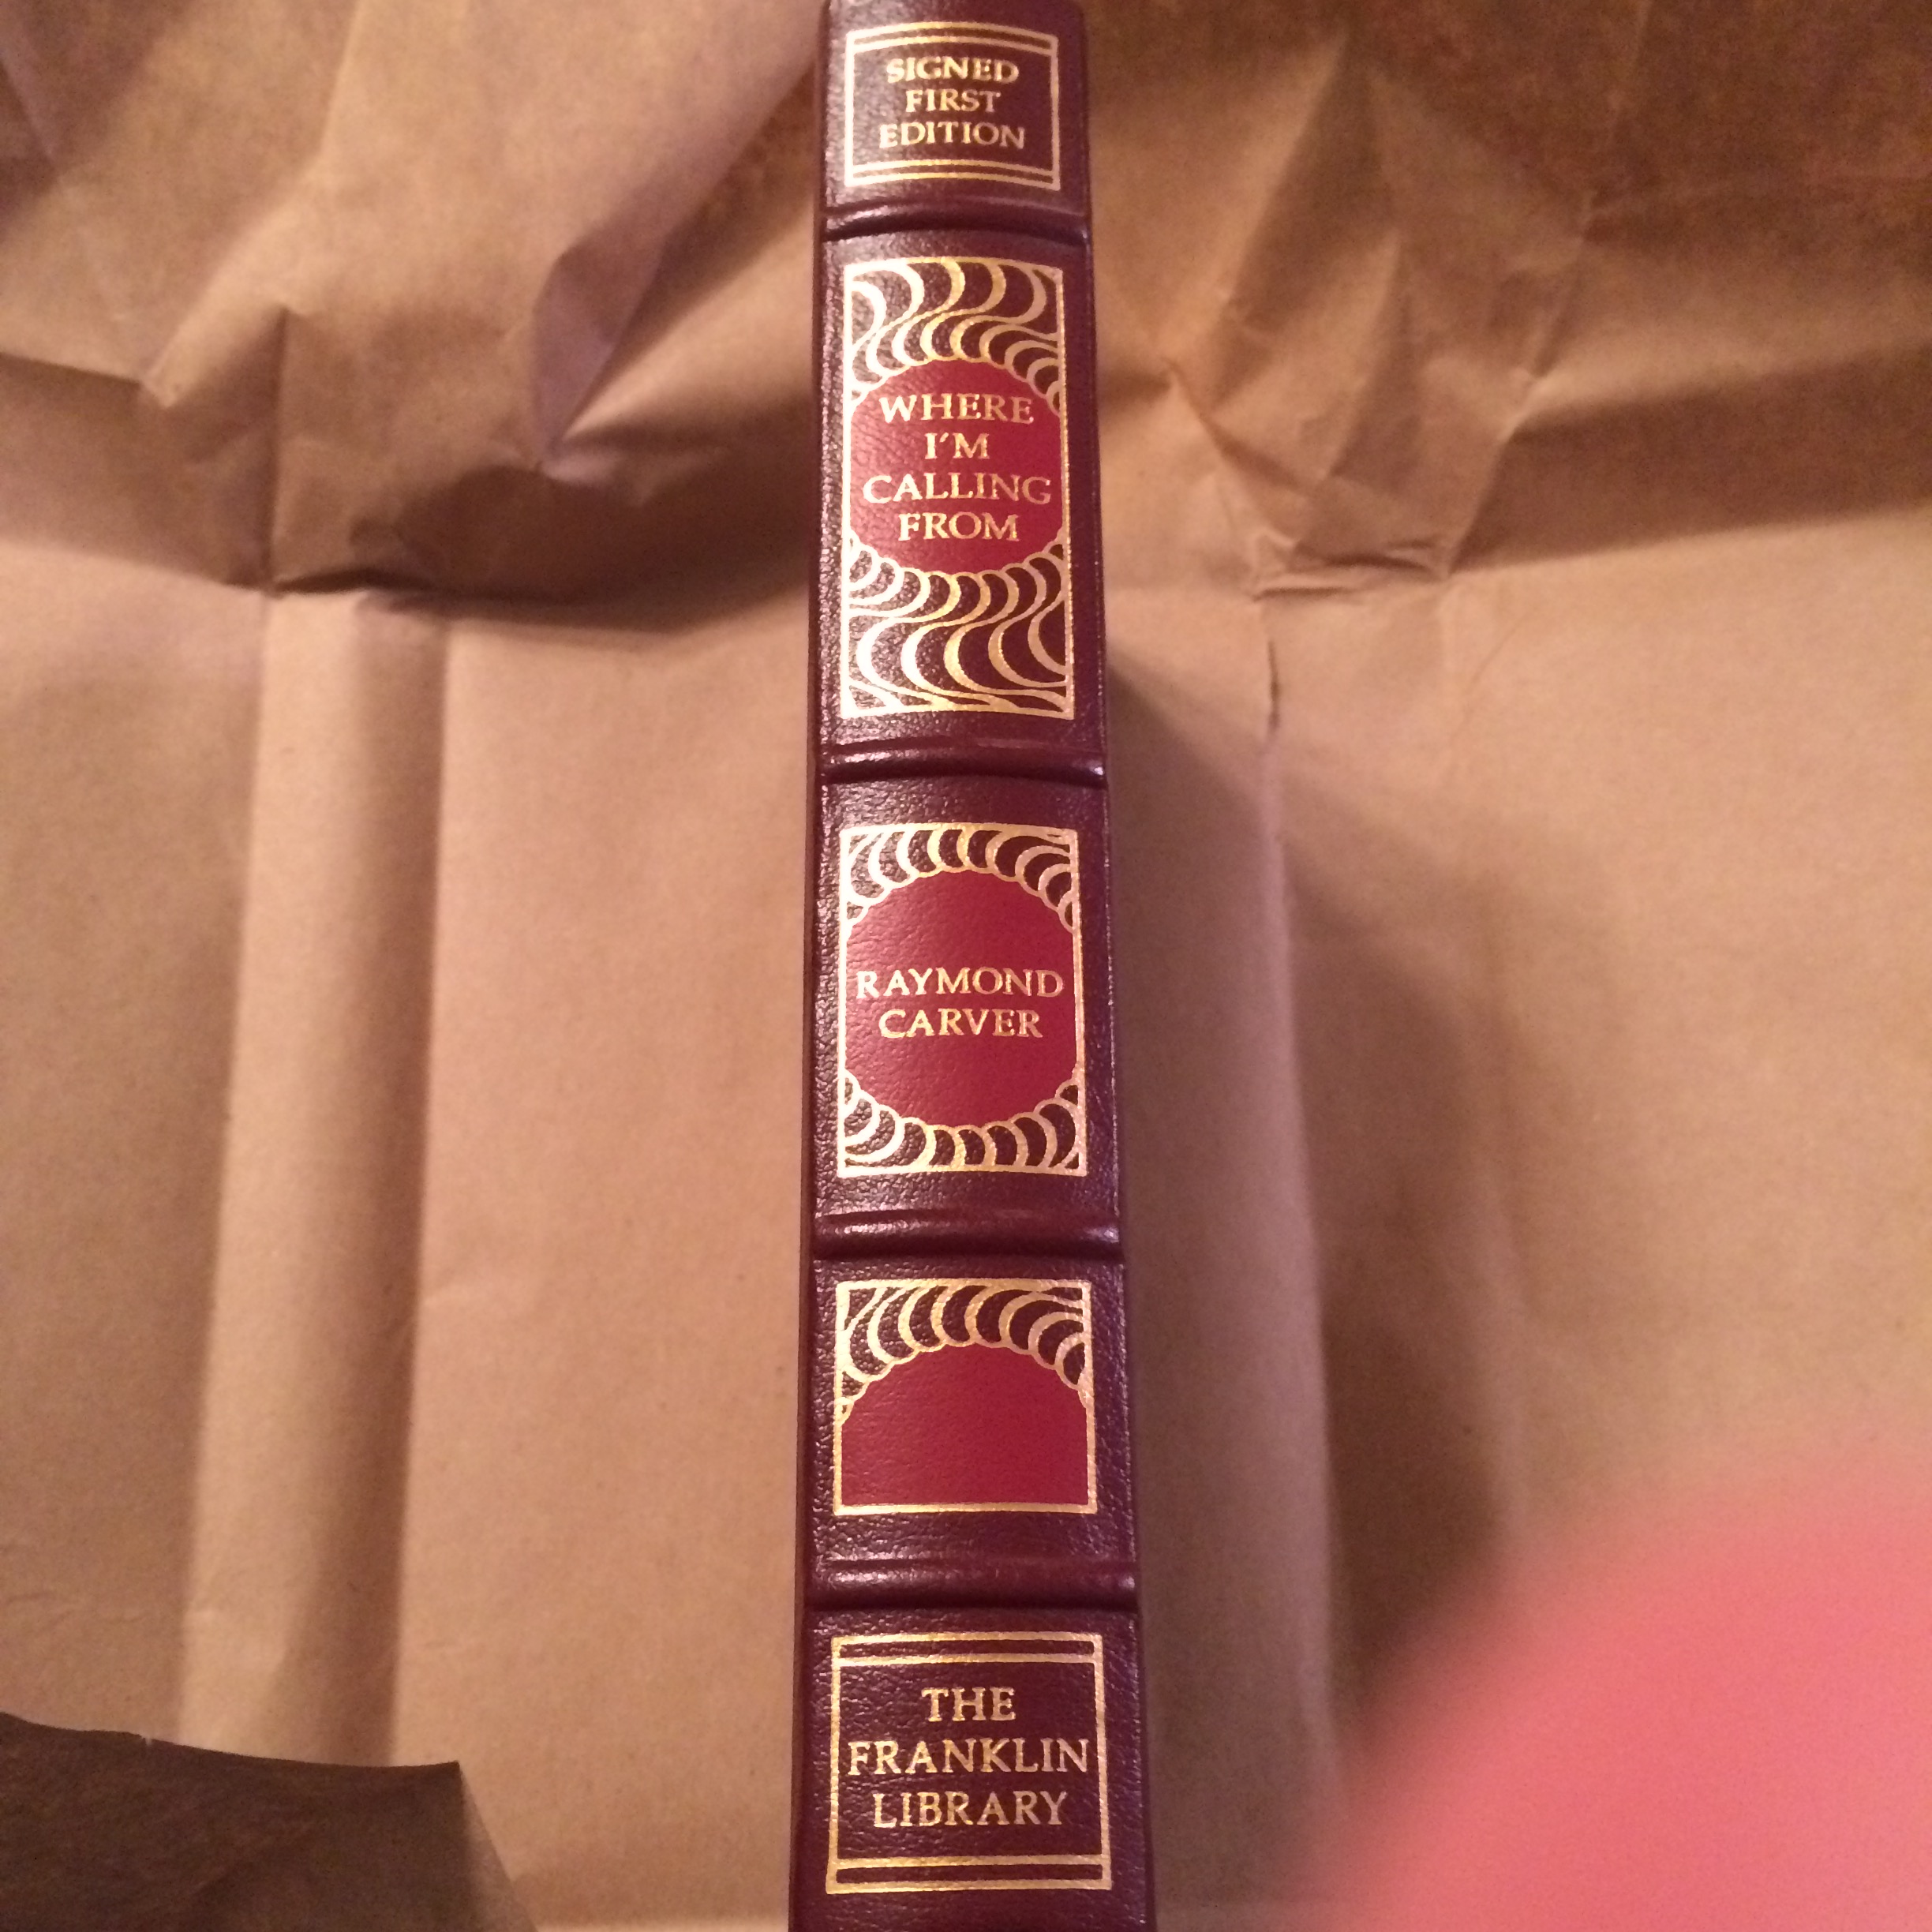 SIGNED
FIRST
EDITION
WHERE
I'M
CALLING
FROM
RAYMOND
CARVER
THE
FRANKLIN
LIBRARY